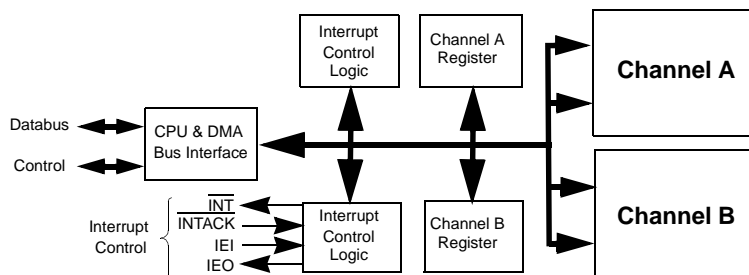 Interrupt
Control
Logic
Channel A
Register
Channel A
Databus
Control
CPU & DMA
Bus Interface
Interrupt
Control
INT
INTACK
IEI
IEO
Interrupt
Control
Logic
Channel B
Register
Channel B